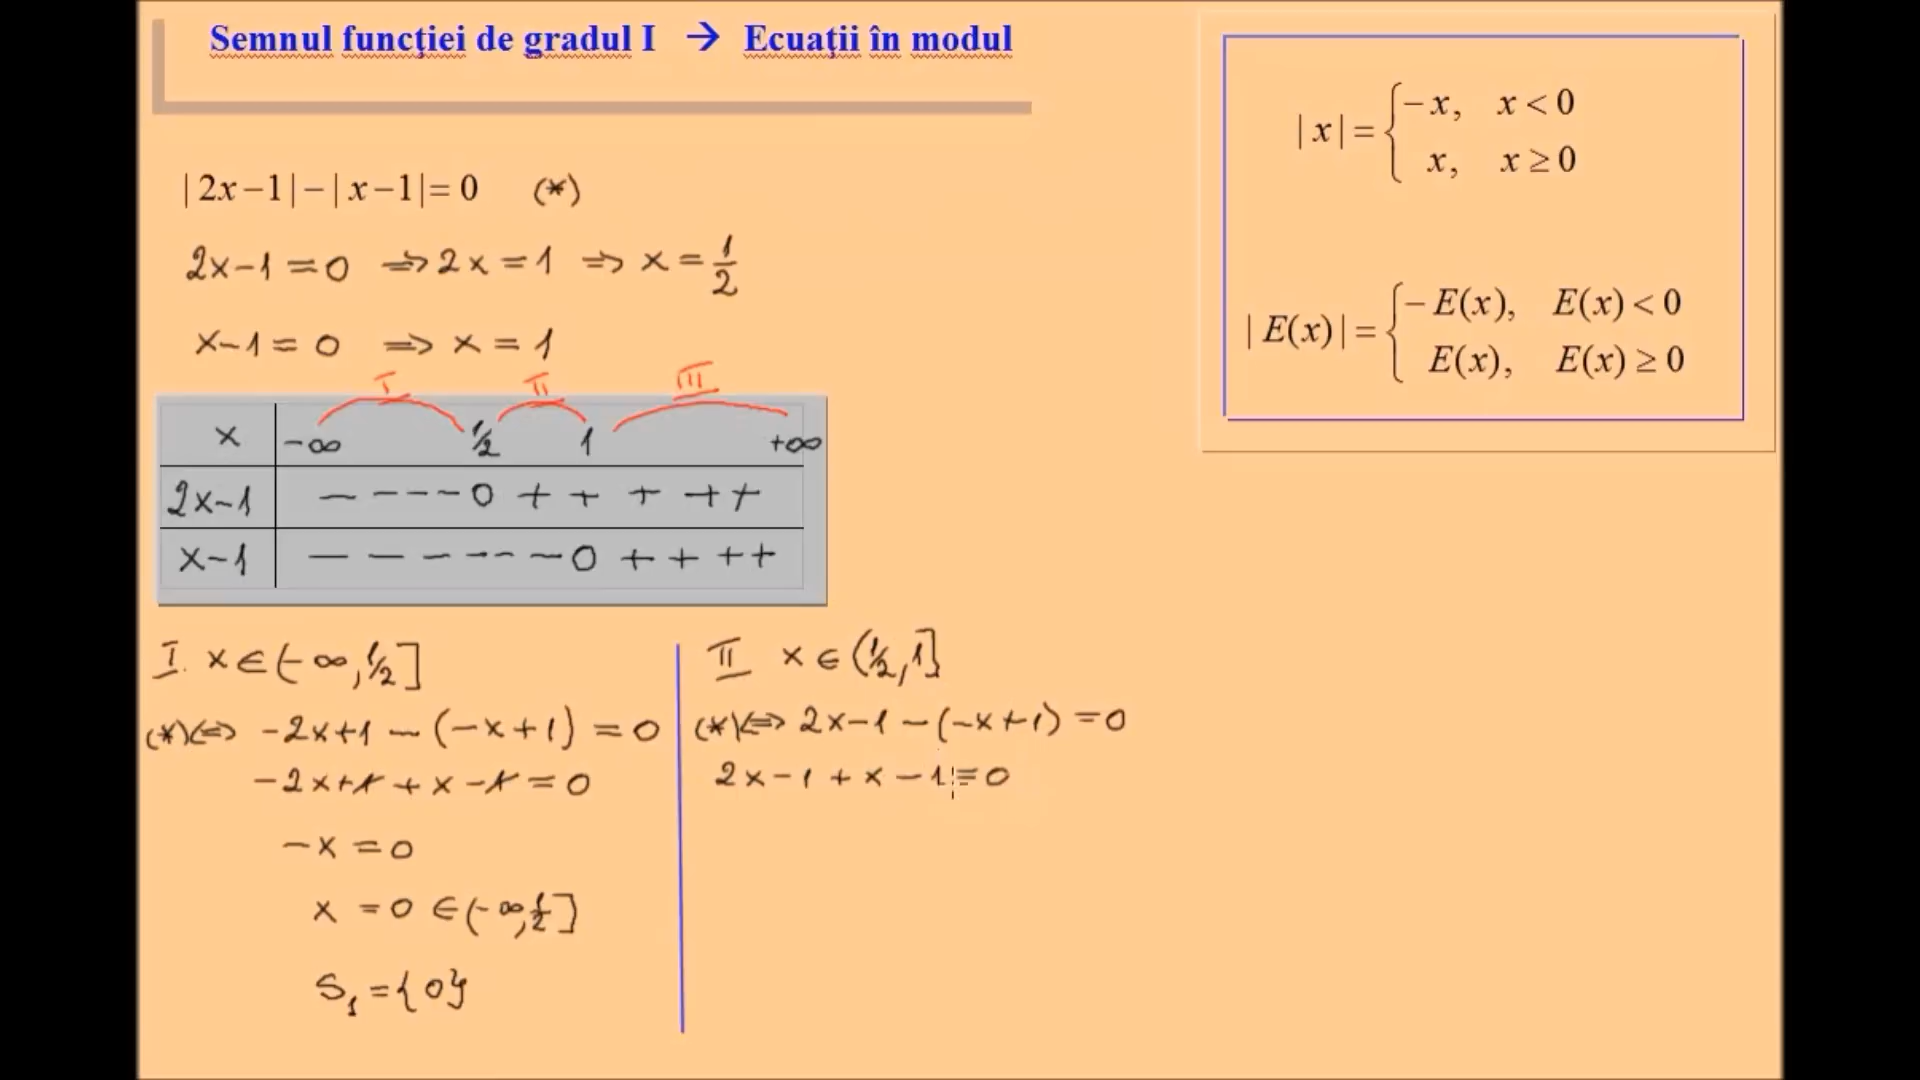 Semnul funcţiei de gradul I → Ecuaţii în modul
|2x−1|−|x−1|=0 (*)
2x−1=0 ⇒ 2x=1 ⇒ x=1/2
x−1=0 ⇒ x=1
I II III
x −∞ 1/2 1 +∞
2x−1 − − − − − 0 + + + + +
x−1 − − − − − − 0 + + + +
I. x∈(−∞,1/2]
(*)⇔ −2x+1−(−x+1)=0
−2x+1+x−1=0
−x=0
x=0∈(−∞,1/2]
S₁={0}
II x∈(1/2,1]
(*)⇔ 2x−1−(−x+1)=0
2x−1+x−1=0
|x|={−x, x<0
x, x≥0
|E(x)|={−E(x), E(x)<0
E(x), E(x)≥0